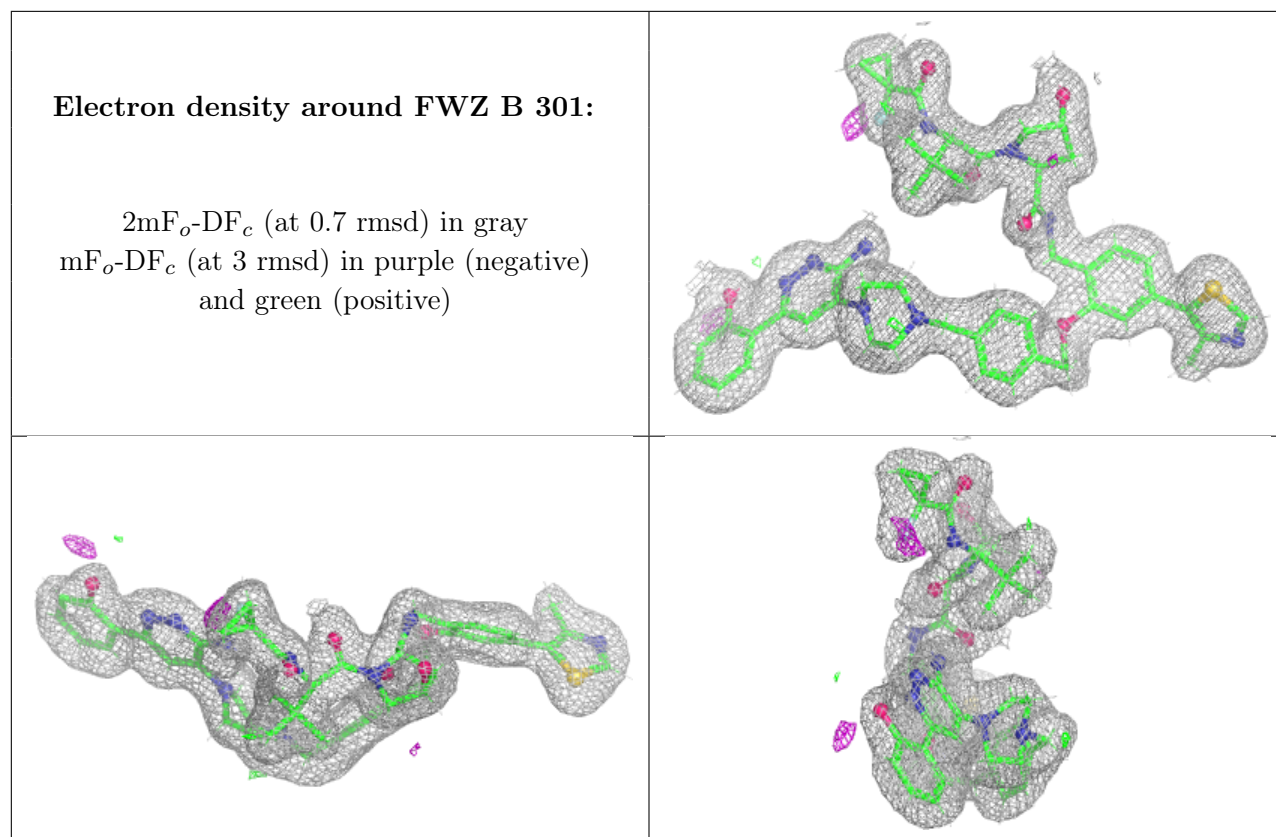 Electron density around FWZ B 301:
2mFo-DFc (at 0.7 rmsd) in gray
mFo-DFc (at 3 rmsd) in purple (negative)
and green (positive)